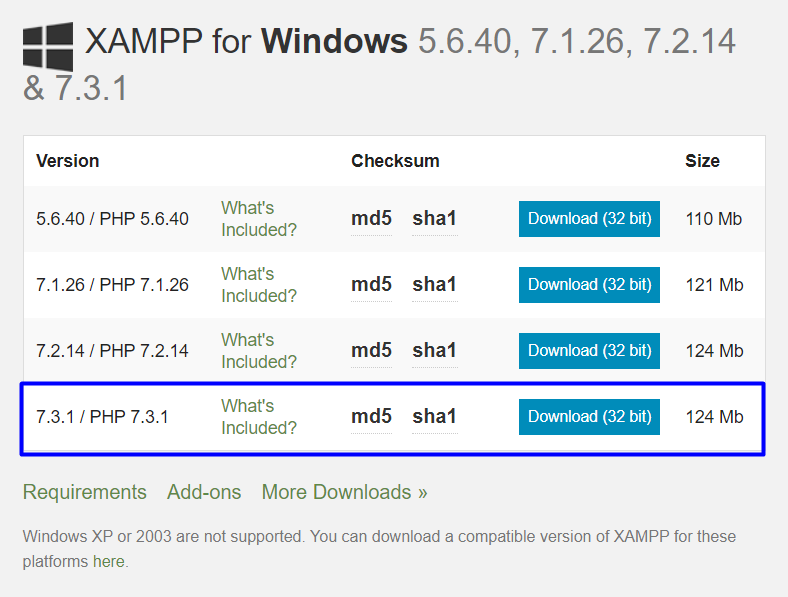 XAMPP for Windows 5.6.40, 7.1.26, 7.2.14
& 7.3.1
Version Checksum Size
5.6.40 / PHP 5.6.40 What's Included? md5 sha1 Download (32 bit) 110 Mb
7.1.26 / PHP 7.1.26 What's Included? md5 sha1 Download (32 bit) 121 Mb
7.2.14 / PHP 7.2.14 What's Included? md5 sha1 Download (32 bit) 124 Mb
7.3.1 / PHP 7.3.1 What's Included? md5 sha1 Download (32 bit) 124 Mb
Requirements Add-ons More Downloads »
Windows XP or 2003 are not supported. You can download a compatible version of XAMPP for these
platforms here.